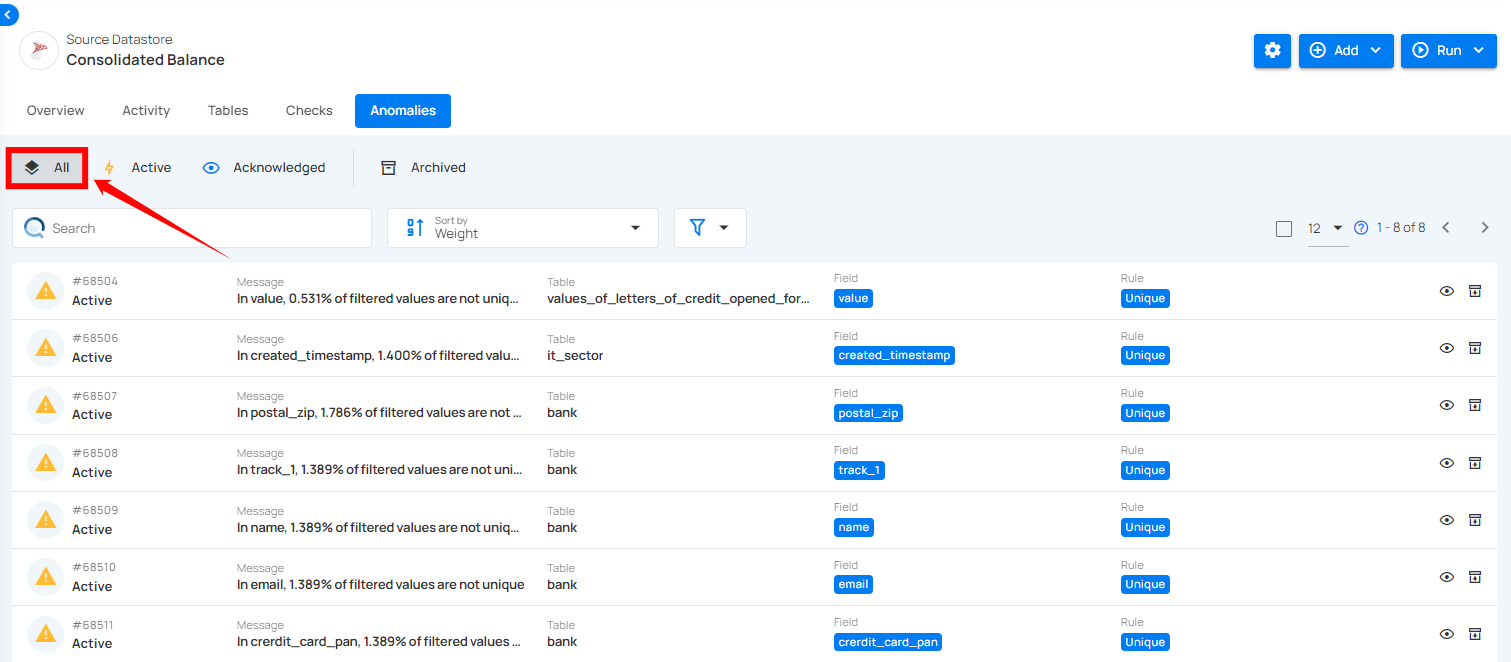 Source Datastore
Consolidated Balance
Add
Run
Overview Activity Tables Checks Anomalies
All Active Acknowledged Archived
Search
Sort by
Weight
12 1 - 8 of 8
#68504 Message Table Field Rule
Active In value, 0.531% of filtered values are not uniq... values_of_letters_of_credit_opened_for... value Unique
#68506 Message Table Field Rule
Active In created_timestamp, 1.400% of filtered valu... it_sector created_timestamp Unique
#68507 Message Table Field Rule
Active In postal_zip, 1.786% of filtered values are not ... bank postal_zip Unique
#68508 Message Table Field Rule
Active In track_1, 1.389% of filtered values are not uni... bank track_1 Unique
#68509 Message Table Field Rule
Active In name, 1.389% of filtered values are not uniq... bank name Unique
#68510 Message Table Field Rule
Active In email, 1.389% of filtered values are not unique bank email Unique
#68511 Message Table Field Rule
Active In crerdit_card_pan, 1.389% of filtered values ... bank crerdit_card_pan Unique